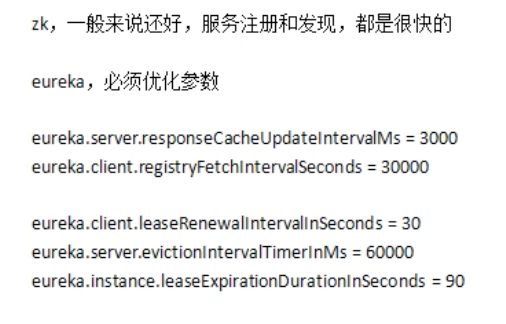 zk，一般来说还好，服务注册和发现，都是很快的
eureka，必须优化参数
eureka.server.responseCacheUpdateIntervalMs = 3000
eureka.client.registryFetchIntervalSeconds = 30000
eureka.client.leaseRenewalIntervalInSeconds = 30
eureka.server.evictionIntervalTimerInMs = 60000
eureka.instance.leaseExpirationDurationInSeconds = 90